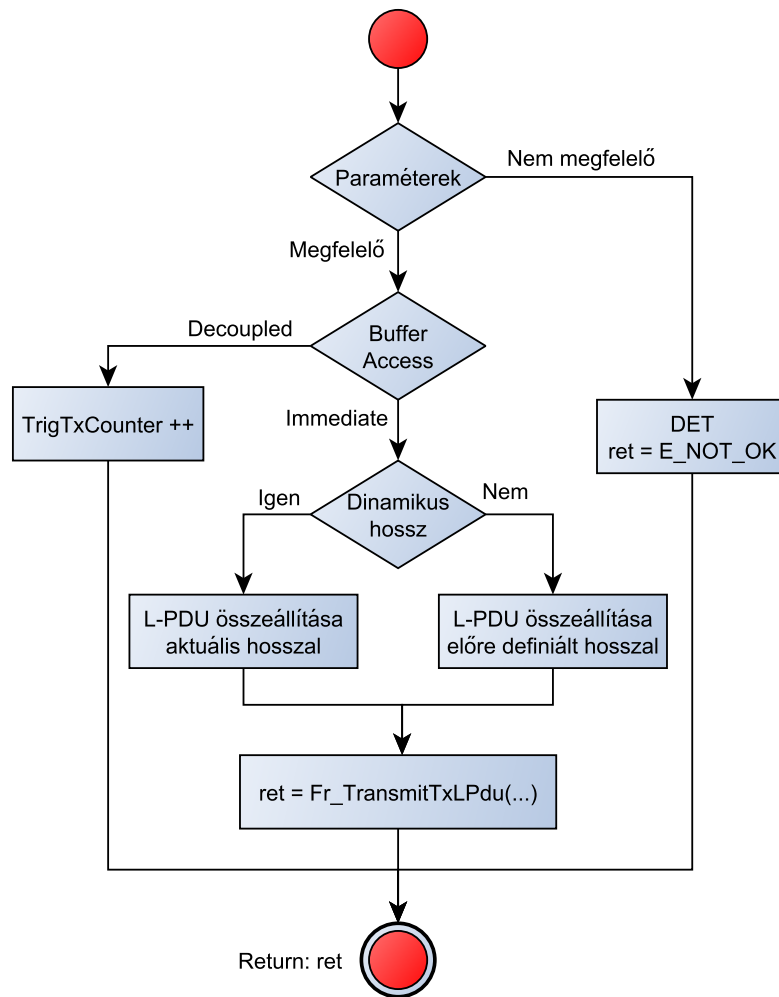 Paraméterek
Nem megfelelő
Megfelelő
Decoupled
Buffer
Access
TrigTxCounter ++
Immediate
DET
ret = E_NOT_OK
Igen
Dinamikus
hossz
Nem
L-PDU összeállítása
aktuális hosszal
L-PDU összeállítása
előre definiált hosszal
ret = Fr_TransmitTxLPdu(...)
Return: ret